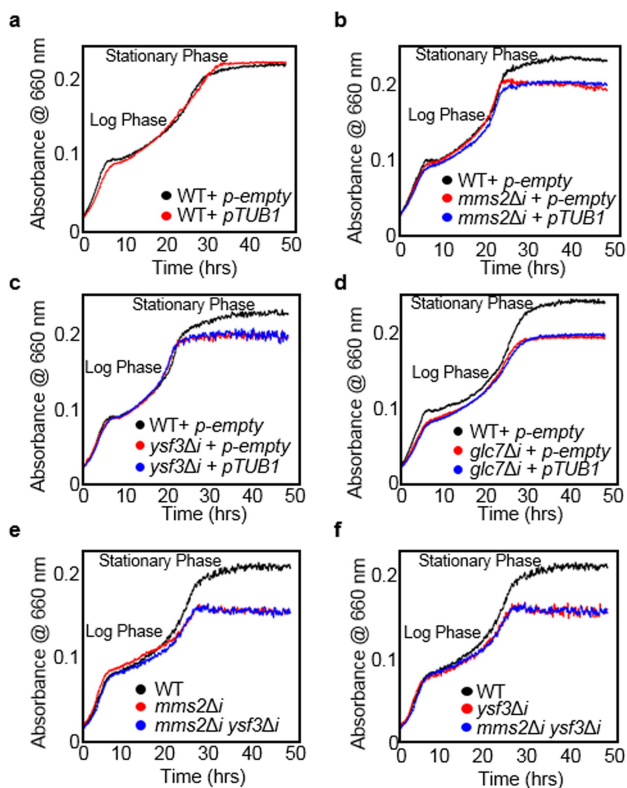 a
Absorbance @ 660 nm
0.2
0.1
0
Stationary Phase
Log Phase
WT+ p-empty
WT+ pTUB1
0 10 20 30 40 50
Time (hrs)
b
Absorbance @ 660 nm
0.2
0.1
0
Stationary Phase
Log Phase
WT+ p-empty
mms2Δi + p-empty
mms2Δi + pTUB1
0 10 20 30 40 50
Time (hrs)
c
Absorbance @ 660 nm
0.2
0.1
0
Stationary Phase
Log Phase
WT+ p-empty
ysf3Δi + p-empty
ysf3Δi + pTUB1
0 10 20 30 40 50
Time (hrs)
d
Absorbance @ 660 nm
0.2
0.1
0
Stationary Phase
Log Phase
WT+ p-empty
glc7Δi + p-empty
glc7Δi + pTUB1
0 10 20 30 40 50
Time (hrs)
e
Absorbance @ 660 nm
0.2
0.1
0
Stationary Phase
Log Phase
WT
mms2Δi
mms2Δi ysf3Δi
0 10 20 30 40 50
Time (hrs)
f
Absorbance @ 660 nm
0.2
0.1
0
Stationary Phase
Log Phase
WT
ysf3Δi
mms2Δi ysf3Δi
0 10 20 30 40 50
Time (hrs)